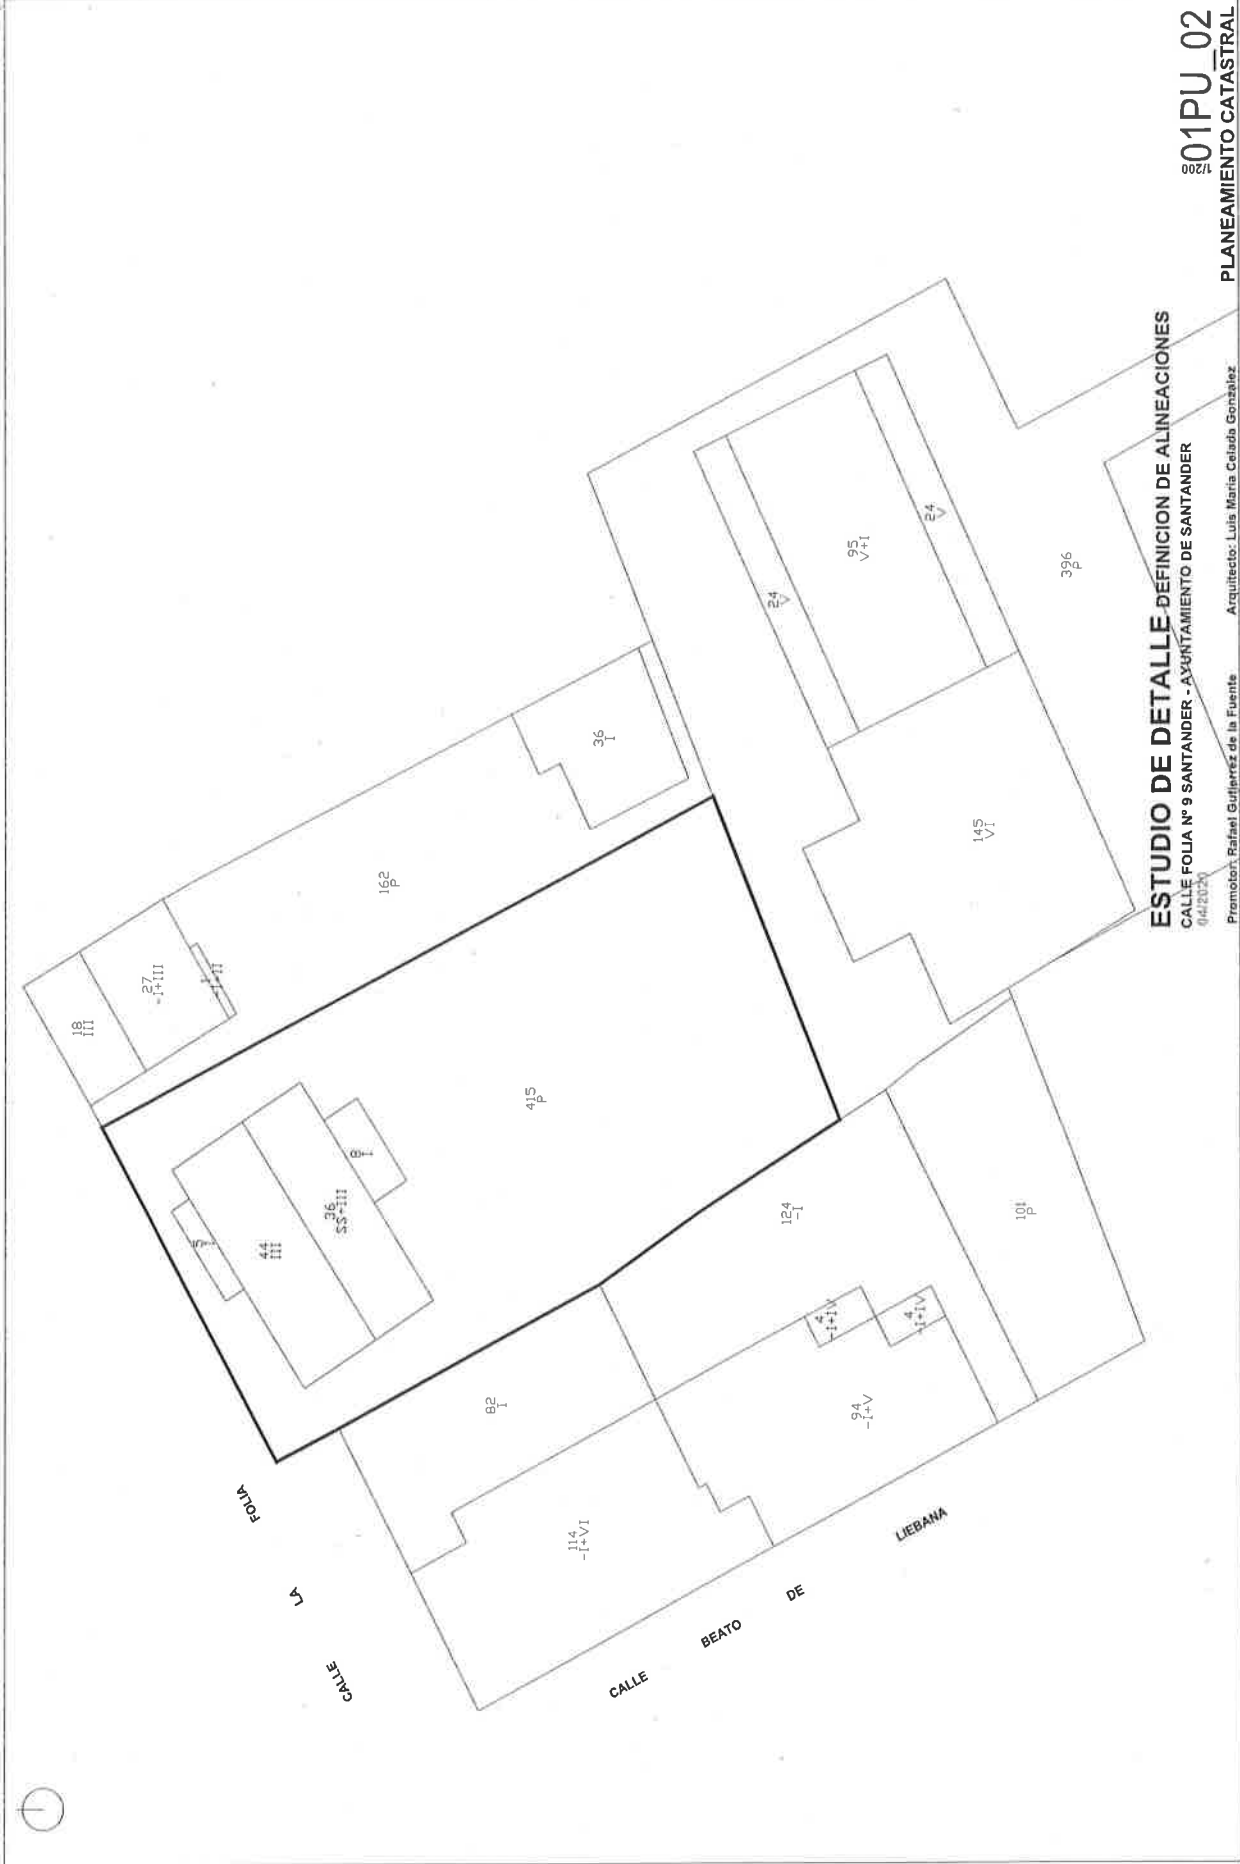 18
III
27
-I+III
1
-I+II
162
P
36
I
5
I
44
III
36
SS+III
8
I
415
P
24
V
95
V+I
24
V
145
VI
396
P
82
I
124
-I
4
-I+IV
4
-I+IV
101
P
114
-I+VI
94
-I+V
CALLE LA FOLIA
CALLE BEATO DE LIEBANA
ESTUDIO DE DETALLE-DEFINICION DE ALINEACIONES
CALLE FOLIA Nº 9 SANTANDER - AYUNTAMIENTO DE SANTANDER
04/2020
Promotor: Rafael Gutierrez de la Fuente Arquitecto: Luis Maria Celada Gonzalez
1/200 01PU_02
PLANEAMIENTO CATASTRAL